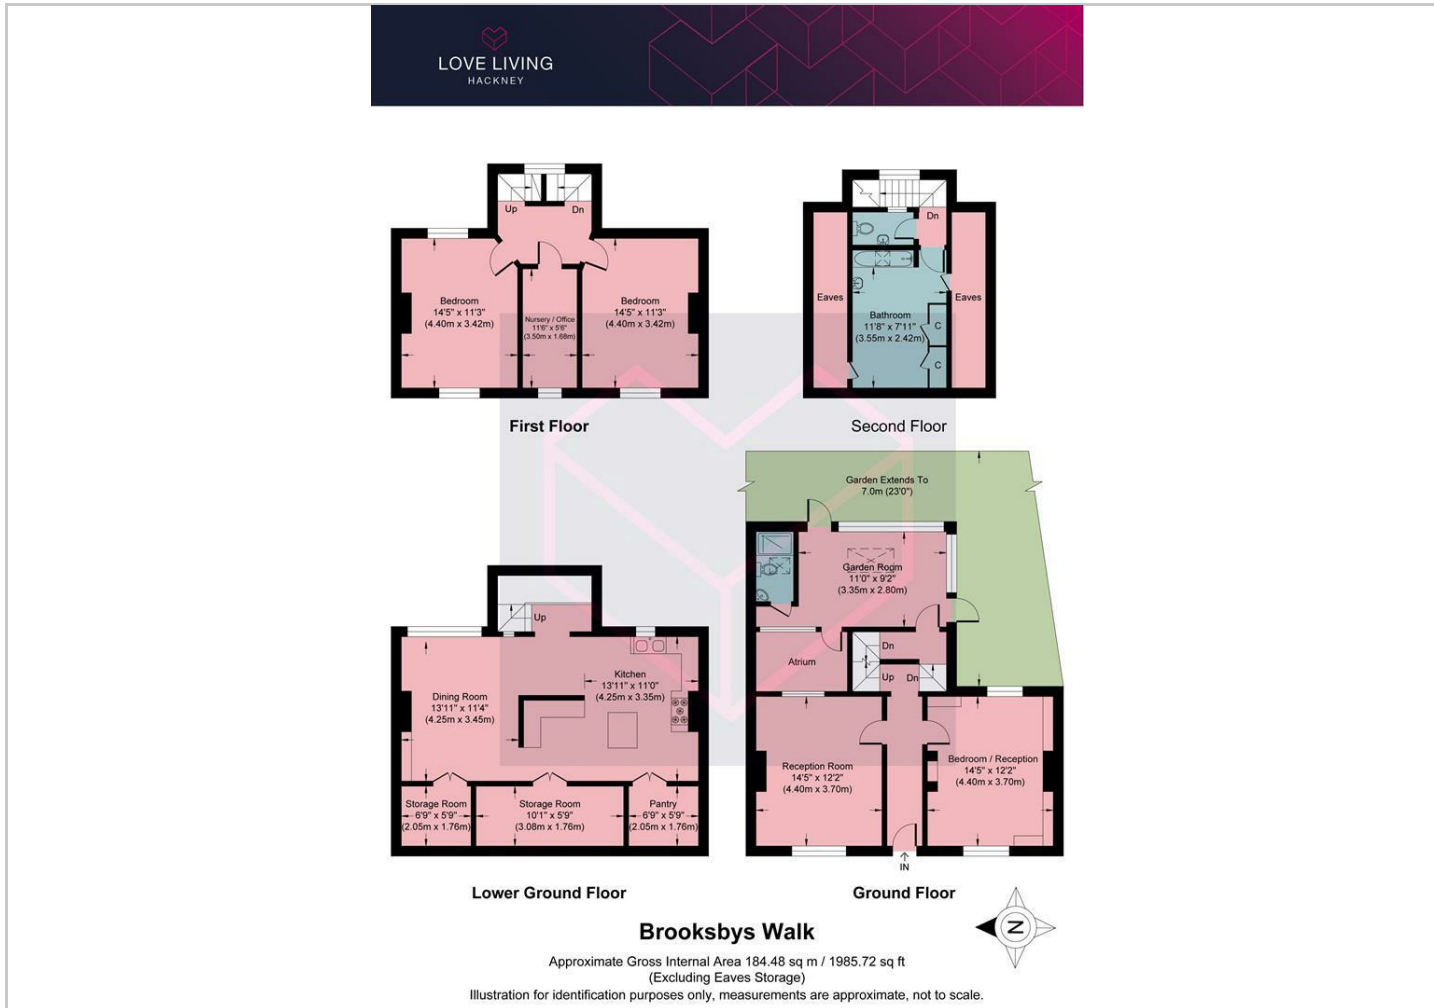 LOVE LIVING
HACKNEY
Up
Dn
Bedroom
14'5" x 11'3"
(4.40m x 3.42m)
Nursery / Office
11'6" x 5'6"
(3.50m x 1.68m)
Bedroom
14'5" x 11'3"
(4.40m x 3.42m)
First Floor
Dn
Eaves
Bathroom
11'8" x 7'11"
(3.55m x 2.42m)
C
C
Eaves
Second Floor
Up
Dining Room
13'11" x 11'4"
(4.25m x 3.45m)
Kitchen
13'11" x 11'0"
(4.25m x 3.35m)
Storage Room
6'9" x 5'9"
(2.05m x 1.76m)
Storage Room
10'1" x 5'9"
(3.08m x 1.76m)
Pantry
6'9" x 5'9"
(2.05m x 1.76m)
Lower Ground Floor
Garden Extends To
7.0m (23'0")
Garden Room
11'0" x 9'2"
(3.35m x 2.80m)
Atrium
Dn
Up
Dn
Reception Room
14'5" x 12'2"
(4.40m x 3.70m)
Bedroom / Reception
14'5" x 12'2"
(4.40m x 3.70m)
IN
Ground Floor
N
Brooksbys Walk
Approximate Gross Internal Area 184.48 sq m / 1985.72 sq ft
(Excluding Eaves Storage)
Illustration for identification purposes only, measurements are approximate, not to scale.